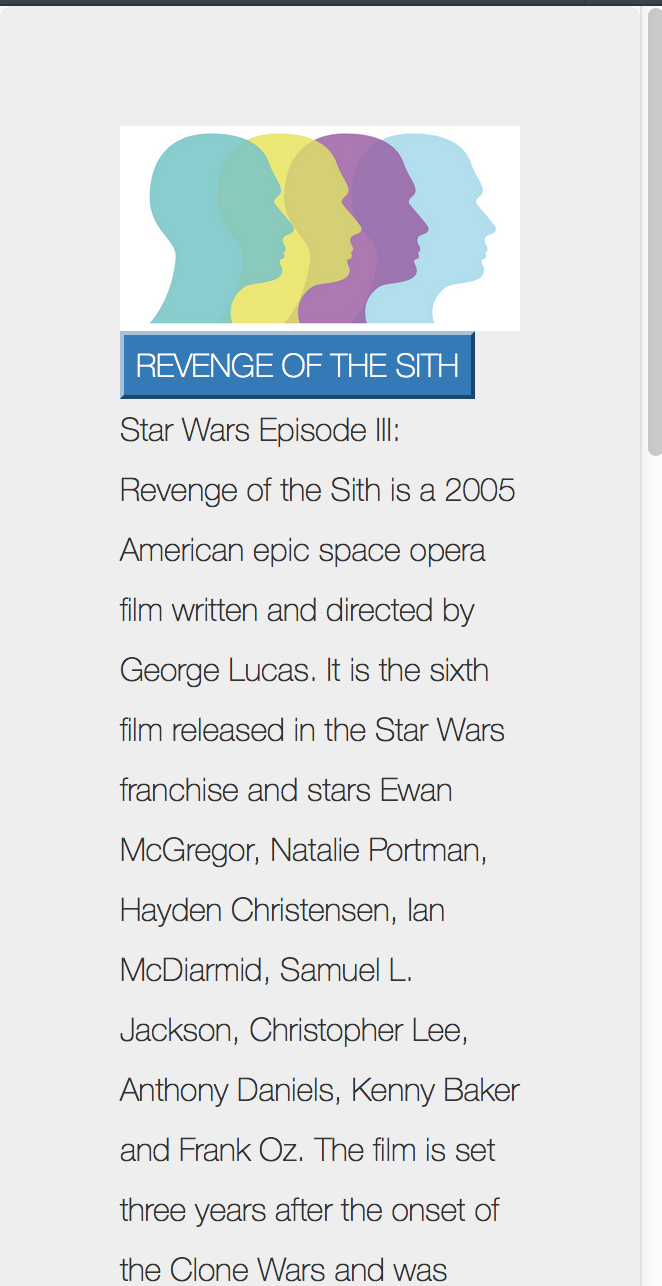 REVENGE OF THE SITH
Star Wars Episode III:
Revenge of the Sith is a 2005
American epic space opera
film written and directed by
George Lucas. It is the sixth
film released in the Star Wars
franchise and stars Ewan
McGregor, Natalie Portman,
Hayden Christensen, Ian
McDiarmid, Samuel L.
Jackson, Christopher Lee,
Anthony Daniels, Kenny Baker
and Frank Oz. The film is set
three years after the onset of
the Clone Wars and was